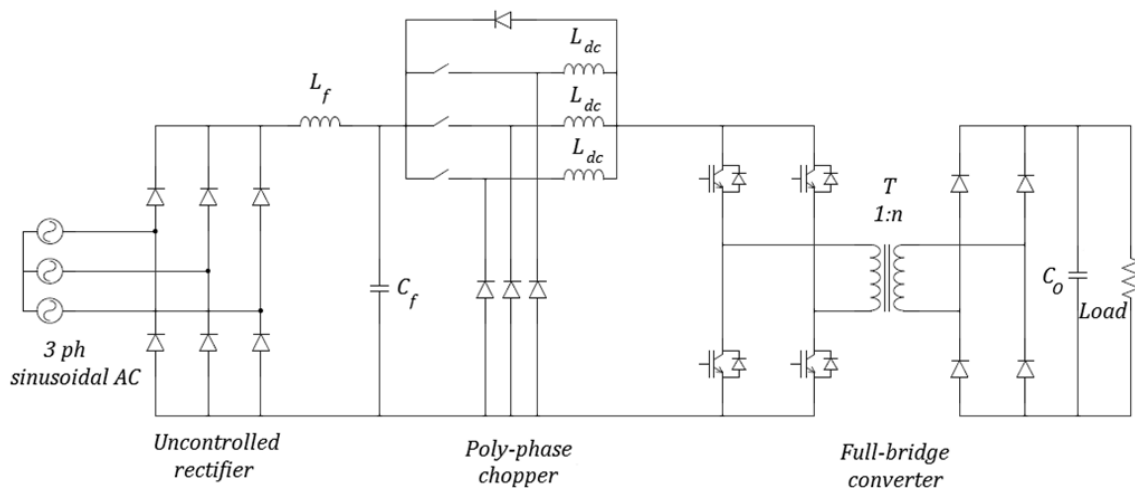 L_dc
L_f
L_dc
L_dc
T
1:n
C_f
C_o
Load
3 ph
sinusoidal AC
Uncontrolled
rectifier
Poly-phase
chopper
Full-bridge
converter